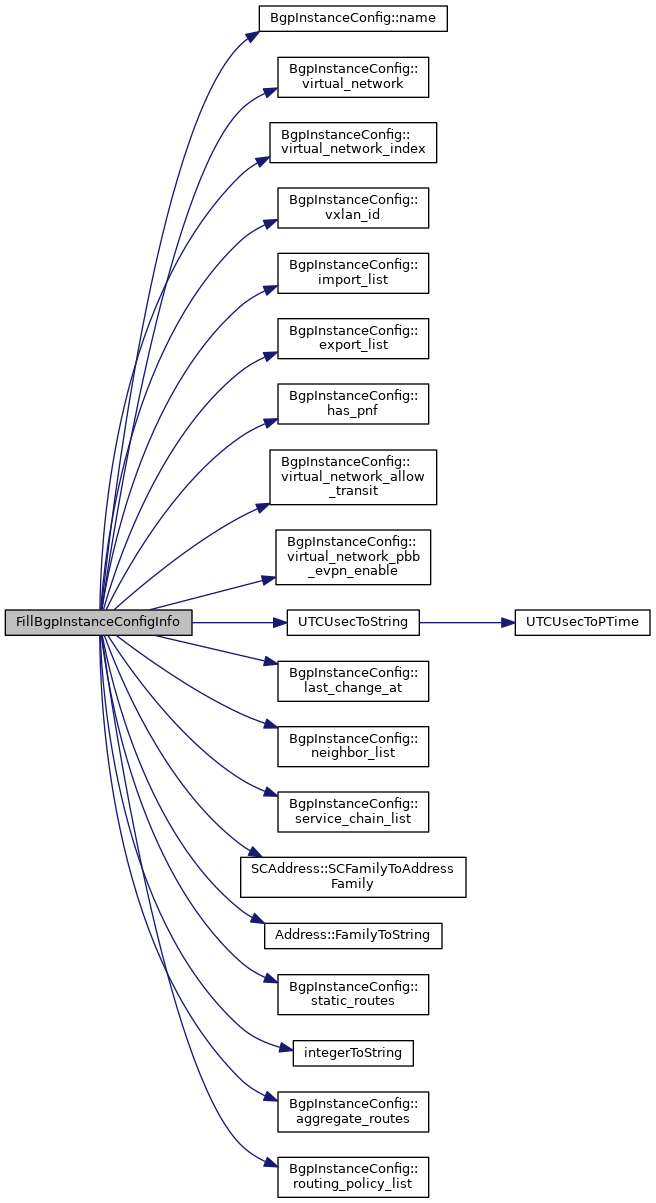 BgpInstanceConfig::name
BgpInstanceConfig::
virtual_network
BgpInstanceConfig::
virtual_network_index
BgpInstanceConfig::
vxlan_id
BgpInstanceConfig::
import_list
BgpInstanceConfig::
export_list
BgpInstanceConfig::
has_pnf
BgpInstanceConfig::
virtual_network_allow
_transit
BgpInstanceConfig::
virtual_network_pbb
_evpn_enable
FillBgpInstanceConfigInfo
UTCUsecToString
UTCUsecToPTime
BgpInstanceConfig::
last_change_at
BgpInstanceConfig::
neighbor_list
BgpInstanceConfig::
service_chain_list
SCAddress::SCFamilyToAddress
Family
Address::FamilyToString
BgpInstanceConfig::
static_routes
integerToString
BgpInstanceConfig::
aggregate_routes
BgpInstanceConfig::
routing_policy_list